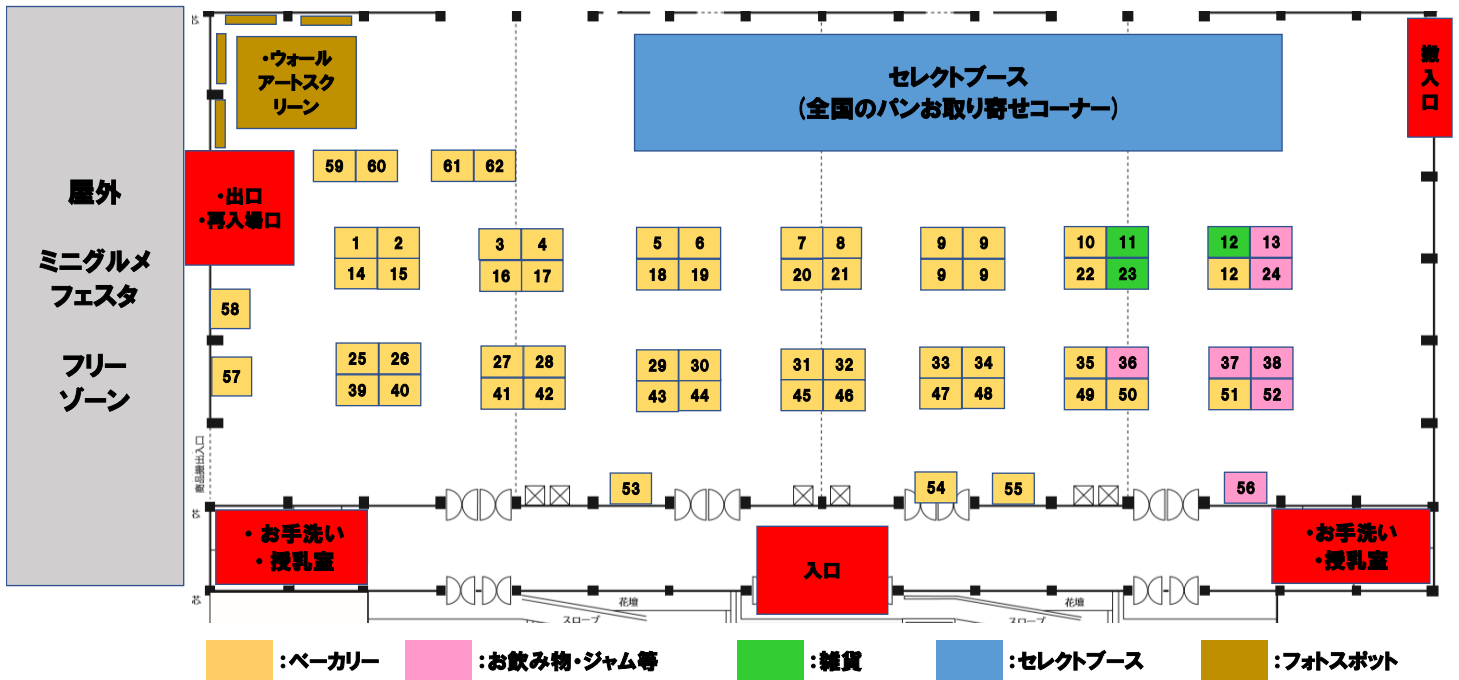 ・ウォール
アートスク
リーン
セレクトブース
(全国のパンお取り寄せコーナー)
搬入口
59 60 61 62
屋外
ミニグルメ
フェスタ
フリー
ゾーン
・出口
・再入場口
1 2 3 4 5 6 7 8 9 9 10 11 12 13
14 15 16 17 18 19 20 21 9 9 22 23 12 24
58
57
25 26 27 28 29 30 31 32 33 34 35 36 37 38
39 40 41 42 43 44 45 46 47 48 49 50 51 52
商品搬出入口
53 54 55 56
・お手洗い
・授乳室
入口
・お手洗い
・授乳室
花壇
スロープ
花壇
スロープ
:ベーカリー :お飲み物・ジャム等 :雑貨 :セレクトブース :フォトスポット